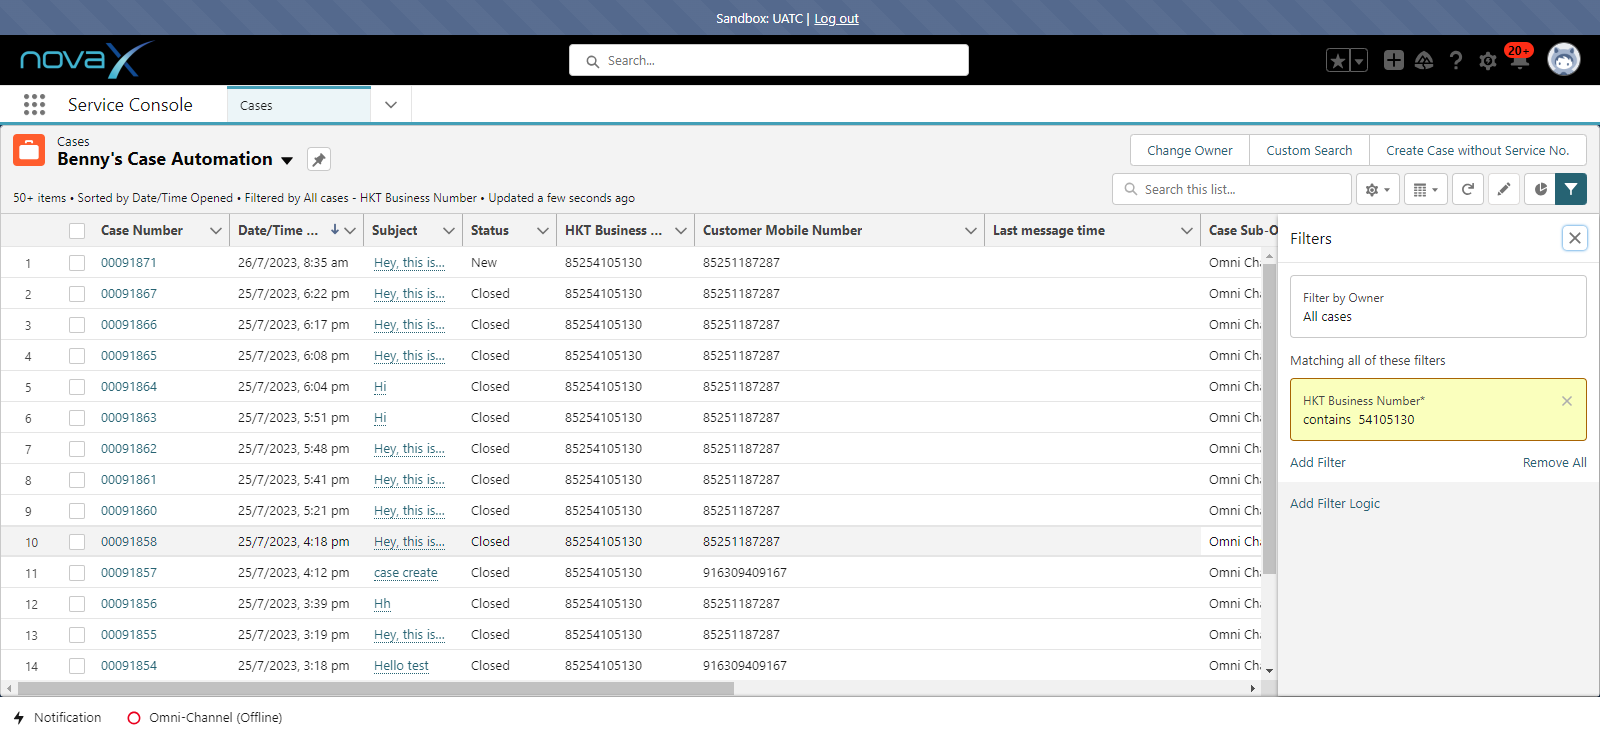 Sandbox: UATC | Log out
novaX
Search...
20+
Service Console
Cases
Cases
Benny's Case Automation
Change Owner
Custom Search
Create Case without Service No.
50+ items • Sorted by Date/Time Opened • Filtered by All cases - HKT Business Number • Updated a few seconds ago
Search this list...
Case Number Date/Time ... Subject Status HKT Business ... Customer Mobile Number Last message time Case Sub-O
1 00091871 26/7/2023, 8:35 am Hey, this is... New 85254105130 85251187287 Omni Cha
2 00091867 25/7/2023, 6:22 pm Hey, this is... Closed 85254105130 85251187287 Omni Cha
3 00091866 25/7/2023, 6:17 pm Hey, this is... Closed 85254105130 85251187287 Omni Cha
4 00091865 25/7/2023, 6:08 pm Hey, this is... Closed 85254105130 85251187287 Omni Cha
5 00091864 25/7/2023, 6:04 pm Hi Closed 85254105130 85251187287 Omni Cha
6 00091863 25/7/2023, 5:51 pm Hi Closed 85254105130 85251187287 Omni Cha
7 00091862 25/7/2023, 5:48 pm Hey, this is... Closed 85254105130 85251187287 Omni Cha
8 00091861 25/7/2023, 5:41 pm Hey, this is... Closed 85254105130 85251187287 Omni Cha
9 00091860 25/7/2023, 5:21 pm Hey, this is... Closed 85254105130 85251187287 Omni Cha
10 00091858 25/7/2023, 4:18 pm Hey, this is... Closed 85254105130 85251187287 Omni Cha
11 00091857 25/7/2023, 4:12 pm case create Closed 85254105130 916309409167 Omni Cha
12 00091856 25/7/2023, 3:39 pm Hh Closed 85254105130 85251187287 Omni Cha
13 00091855 25/7/2023, 3:19 pm Hey, this is... Closed 85254105130 85251187287 Omni Cha
14 00091854 25/7/2023, 3:18 pm Hello test Closed 85254105130 916309409167 Omni Cha
Filters
Filter by Owner
All cases
Matching all of these filters
HKT Business Number*
contains 54105130
Add Filter Remove All
Add Filter Logic
Notification Omni-Channel (Offline)